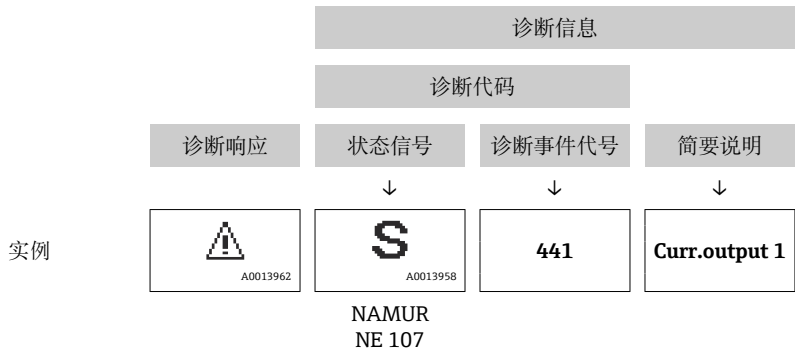 诊断信息
诊断代码
诊断响应 状态信号 诊断事件代号 简要说明
↓ ↓ ↓
实例 S 441 Curr.output 1
A0013962 A0013958
NAMUR
NE 107